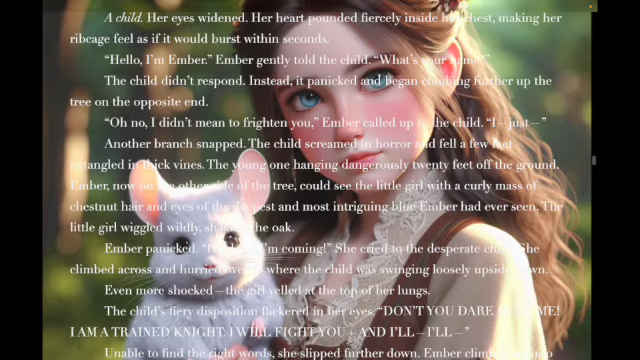 A child. Her eyes widened. Her heart pounded fiercely inside her chest, making her
ribcage feel as if it would burst within seconds.
“Hello, I’m Ember.” Ember gently told the child. “What’s your name?”
The child didn’t respond. Instead, it panicked and began climbing further up the
tree on the opposite end.
“Oh no, I didn’t mean to frighten you,” Ember called up to the child. “I—just—”
Another branch snapped. The child screamed in horror and fell a few feet
entangled in thick vines. The young one hanging dangerously twenty feet off the ground.
Ember, now on the other side of the tree, could see the little girl with a curly mass of
chestnut hair and eyes of the deepest and most intriguing blue Ember had ever seen. The
little girl wiggled wildly, the oak.
Ember panicked. I’m coming!” She cried to the desperate She
climbed across and hurried where the child was swinging loosely upside down.
Even more shocked—the girl yelled at the top of her lungs.
The child’s fiery disposition flickered in her eyes. “DON’T YOU DARE ME!
I AM A TRAINED KNIGHT. I WILL FIGHT YOU—AND I’LL—I’LL—”
Unable to find the right words, she slipped further down. Ember